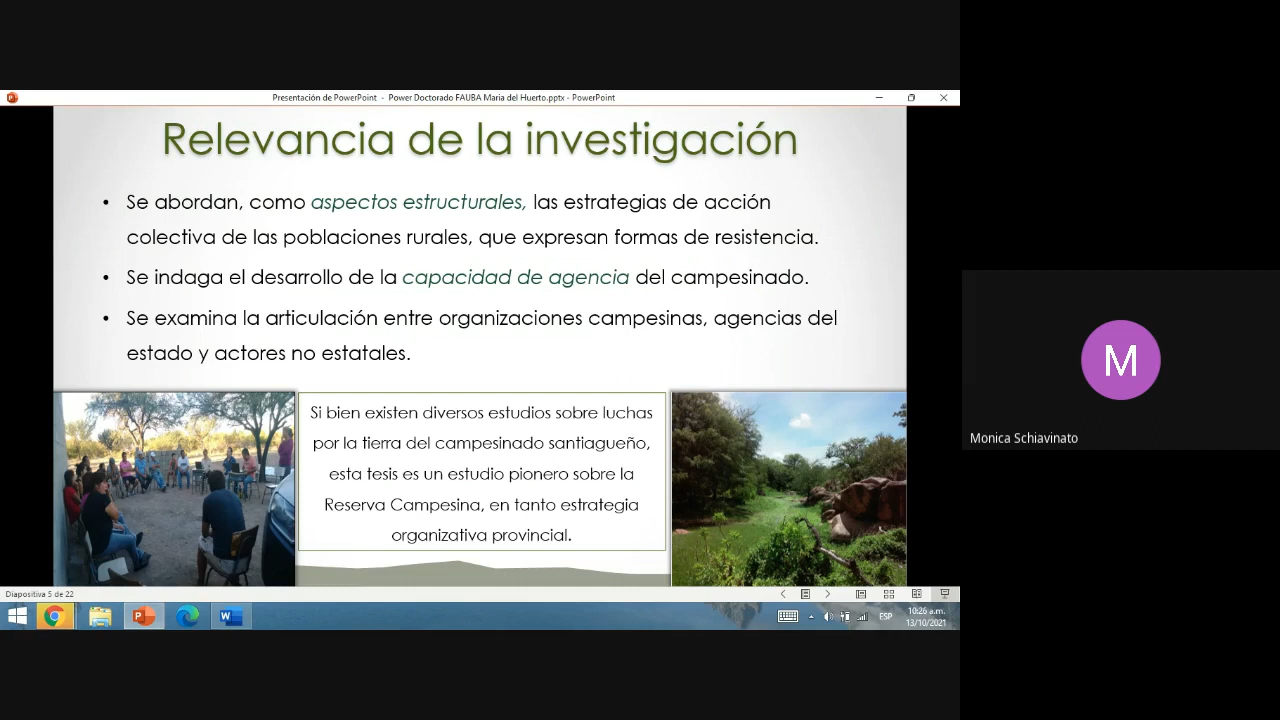 Presentación de PowerPoint - Power Doctorado FAUBA Maria del Huerto.pptx - PowerPoint
Relevancia de la investigación
• Se abordan, como aspectos estructurales, las estrategias de acción
colectiva de las poblaciones rurales, que expresan formas de resistencia.
• Se indaga el desarrollo de la capacidad de agencia del campesinado.
• Se examina la articulación entre organizaciones campesinas, agencias del
estado y actores no estatales.
Si bien existen diversos estudios sobre luchas
por la tierra del campesinado santiagueño,
esta tesis es un estudio pionero sobre la
Reserva Campesina, en tanto estrategia
organizativa provincial.
Diapositiva 5 de 22
ESP
10:26 a.m.
13/10/2021
M
Monica Schiavinato